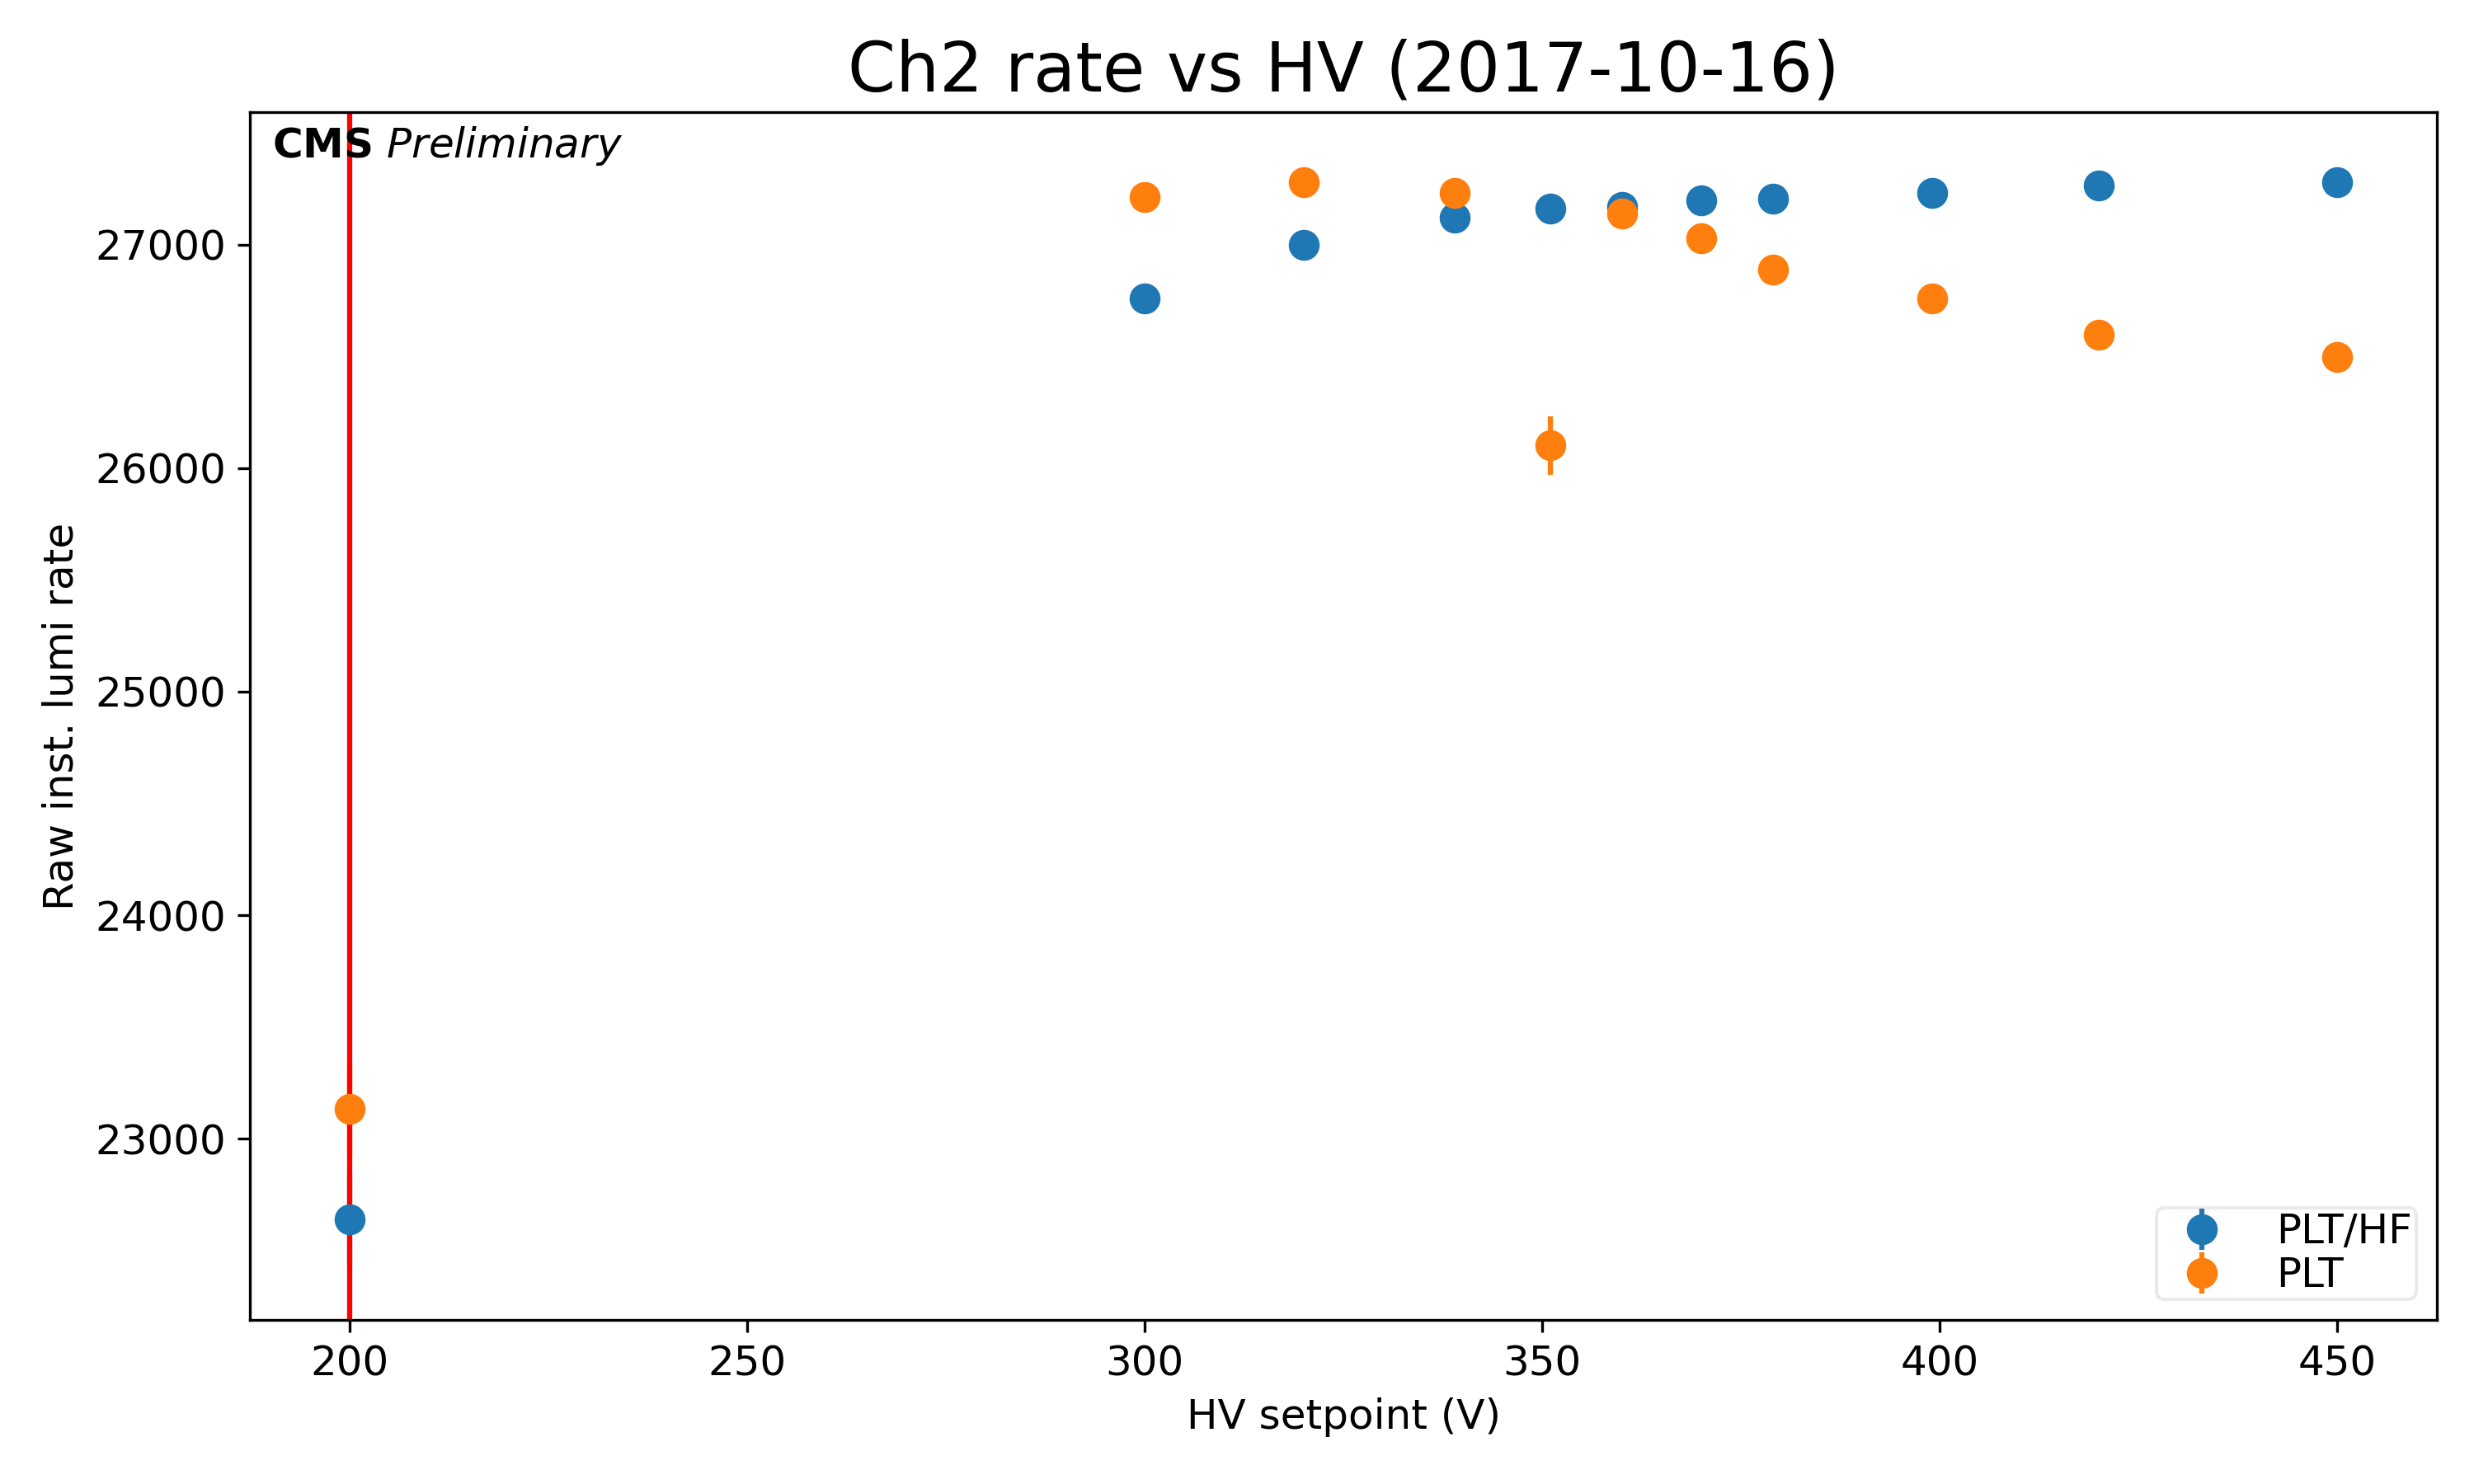 Ch2 rate vs HV (2017-10-16)
CMS Preliminary
27000
26000
25000
24000
23000
Raw inst. lumi rate
PLT/HF
PLT
200 250 300 350 400 450
HV setpoint (V)